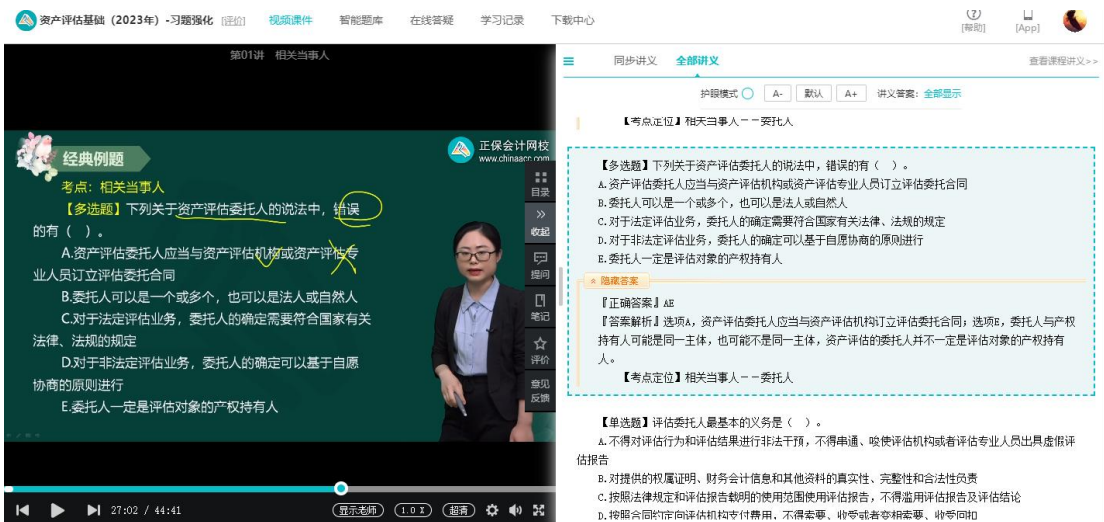 资产评估基础（2023年）-习题强化 [评价] 视频课件 智能题库 在线答疑 学习记录 下载中心 [帮助] [App]
第01讲 相关当事人
同步讲义 全部讲义 查看课程讲义>>
护眼模式 A- 默认 A+ 讲义答案：全部显示
正保会计网校
www.chinaacc.com
经典例题
考点：相关当事人
【多选题】下列关于资产评估委托人的说法中，错误
的有（ ）。
A.资产评估委托人应当与资产评估机构或资产评估专
业人员订立评估委托合同
B.委托人可以是一个或多个，也可以是法人或自然人
C.对于法定评估业务，委托人的确定需要符合国家有关
法律、法规的规定
D.对于非法定评估业务，委托人的确定可以基于自愿
协商的原则进行
E.委托人一定是评估对象的产权持有人
目录
收起
提问
笔记
评价
意见
反馈
27:02 / 44:41 显示老师 1.0 X 超清
【考点定位】相关当事人——委托人
【多选题】下列关于资产评估委托人的说法中，错误的有（ ）。
A.资产评估委托人应当与资产评估机构或资产评估专业人员订立评估委托合同
B.委托人可以是一个或多个，也可以是法人或自然人
C.对于法定评估业务，委托人的确定需要符合国家有关法律、法规的规定
D.对于非法定评估业务，委托人的确定可以基于自愿协商的原则进行
E.委托人一定是评估对象的产权持有人
隐藏答案
『正确答案』AE
『答案解析』选项A，资产评估委托人应当与资产评估机构订立评估委托合同；选项E，委托人与产权
持有人可能是同一主体，也可能不是同一主体，资产评估的委托人并不一定是评估对象的产权持有
人。
【考点定位】相关当事人——委托人
【单选题】评估委托人最基本的义务是（ ）。
A.不得对评估行为和评估结果进行非法干预，不得串通、唆使评估机构或者评估专业人员出具虚假评
估报告
B.对提供的权属证明、财务会计信息和其他资料的真实性、完整性和合法性负责
C.按照法律规定和评估报告载明的使用范围使用评估报告，不得滥用评估报告及评估结论
D.按照合同约定向评估机构支付费用，不得索要、收受或者变相索要、收受回扣